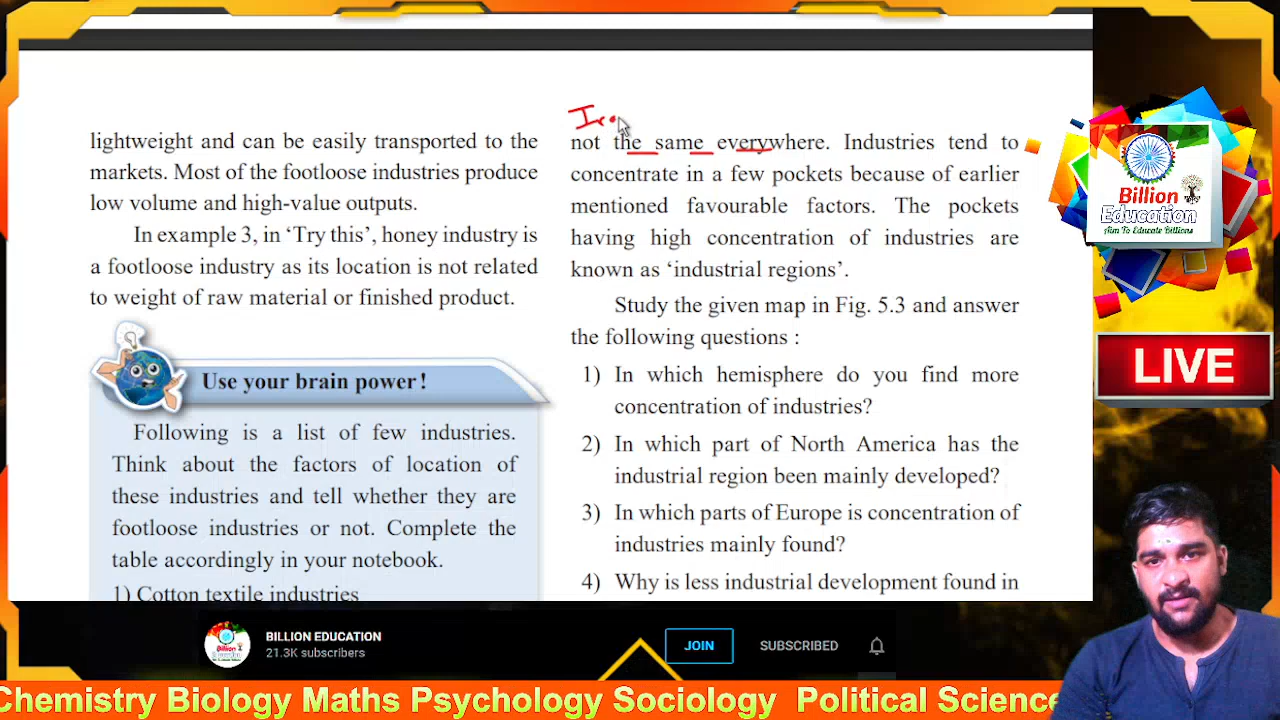 lightweight and can be easily transported to the
markets. Most of the footloose industries produce
low volume and high-value outputs.
In example 3, in ‘Try this’, honey industry is
a footloose industry as its location is not related
to weight of raw material or finished product.
Use your brain power!
Following is a list of few industries.
Think about the factors of location of
these industries and tell whether they are
footloose industries or not. Complete the
table accordingly in your notebook.
1) Cotton textile industries
not the same everywhere. Industries tend to
concentrate in a few pockets because of earlier
mentioned favourable factors. The pockets
having high concentration of industries are
known as ‘industrial regions’.
Study the given map in Fig. 5.3 and answer
the following questions :
1) In which hemisphere do you find more
concentration of industries?
2) In which part of North America has the
industrial region been mainly developed?
3) In which parts of Europe is concentration of
industries mainly found?
4) Why is less industrial development found in
Billion
Education
Aim To Educate Billions
LIVE
BILLION EDUCATION
21.3K subscribers
JOIN
SUBSCRIBED
Chemistry Biology Maths Psychology Sociology Political Science